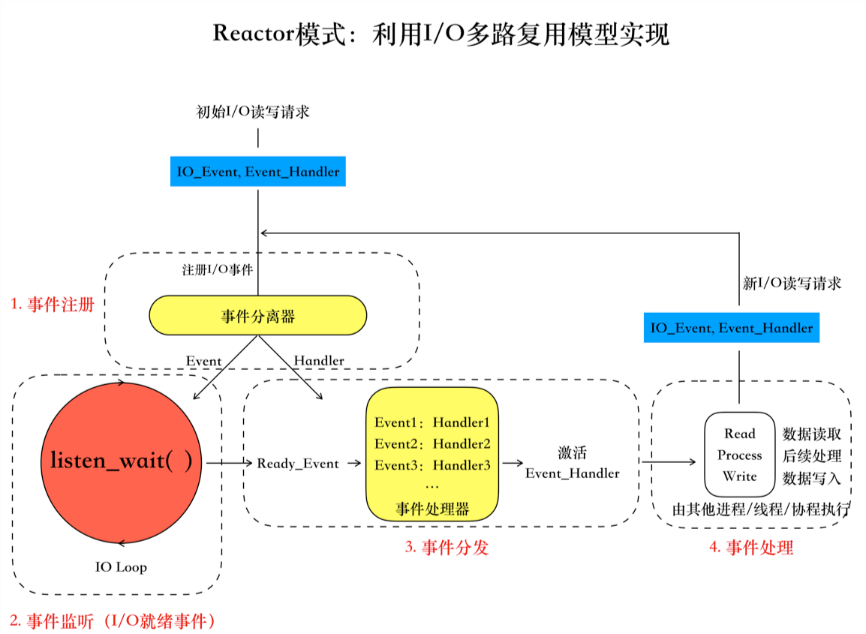 Reactor模式：利用I/O多路复用模型实现
初始I/O读写请求
IO_Event, Event_Handler
注册I/O事件
1. 事件注册
事件分离器
Event
Handler
新I/O读写请求
IO_Event, Event_Handler
listen_wait( )
IO Loop
2. 事件监听（I/O就绪事件）
Ready_Event
Event1：Handler1
Event2：Handler2
Event3：Handler3
...
事件处理器
激活
Event_Handler
3. 事件分发
Read
Process
Write
数据读取
后续处理
数据写入
由其他进程/线程/协程执行
4. 事件处理